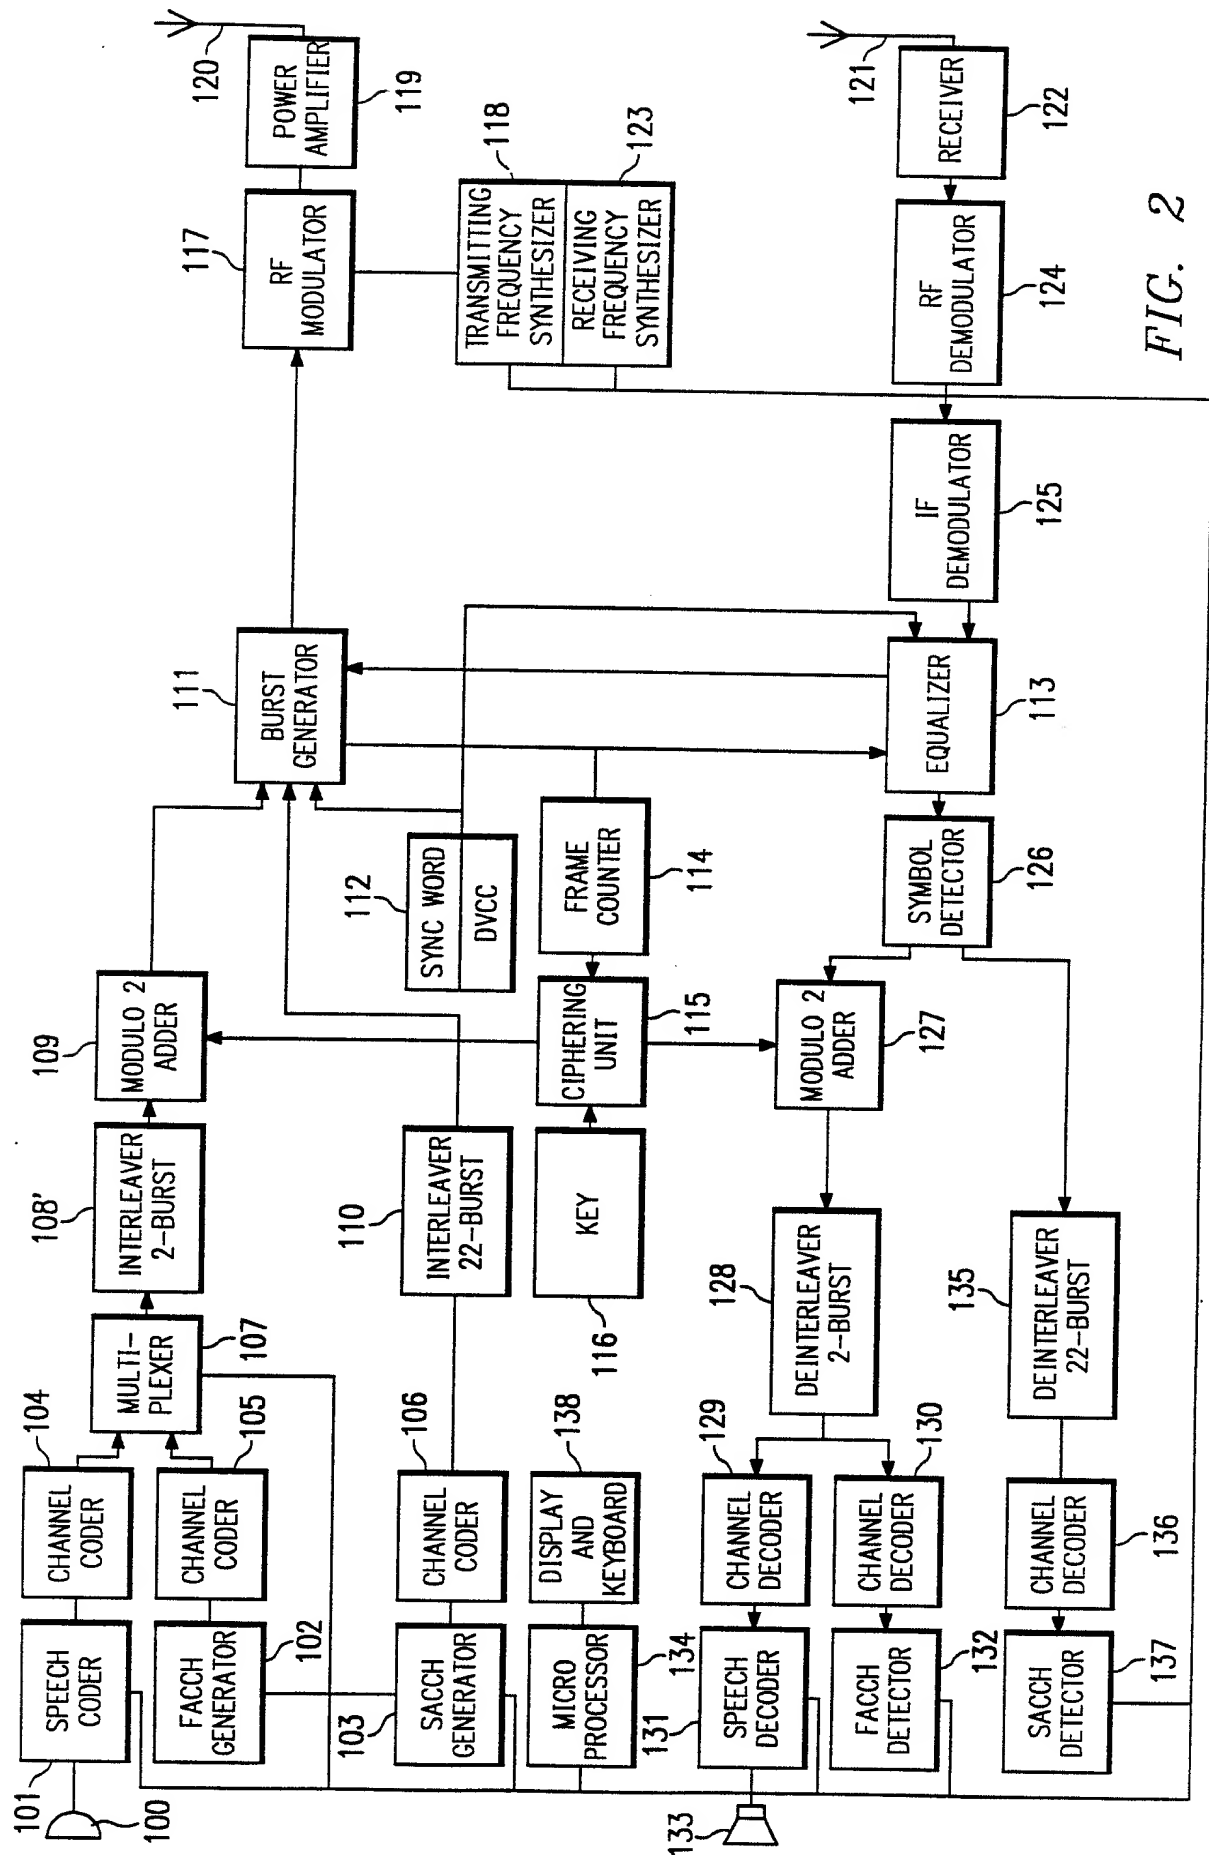 101
SPEECH
CODER
100
104
CHANNEL
CODER
FACCH
GENERATOR
102
CHANNEL
CODER
105
MULTI-
PLEXER
107
108'
INTERLEAVER
2-BURST
109
MODULO 2
ADDER
111
BURST
GENERATOR
117
RF
MODULATOR
120
POWER
AMPLIFIER
119
103
SACCH
GENERATOR
106
CHANNEL
CODER
110
INTERLEAVER
22-BURST
112
SYNC WORD
DVCC
TRANSMITTING
FREQUENCY
SYNTHESIZER
118
RECEIVING
FREQUENCY
SYNTHESIZER
123
MICRO
PROCESSOR
134
DISPLAY
AND
KEYBOARD
138
KEY
116
CIPHERING
UNIT
115
FRAME
COUNTER
114
133
131
SPEECH
DECODER
129
CHANNEL
DECODER
128
DEINTERLEAVER
2-BURST
MODULO 2
ADDER
127
SYMBOL
DETECTOR
126
EQUALIZER
113
IF
DEMODULATOR
125
RF
DEMODULATOR
124
121
RECEIVER
122
FACCH
DETECTOR
132
CHANNEL
DECODER
130
135
DEINTERLEAVER
22-BURST
SACCH
DETECTOR
137
CHANNEL
DECODER
136
FIG. 2